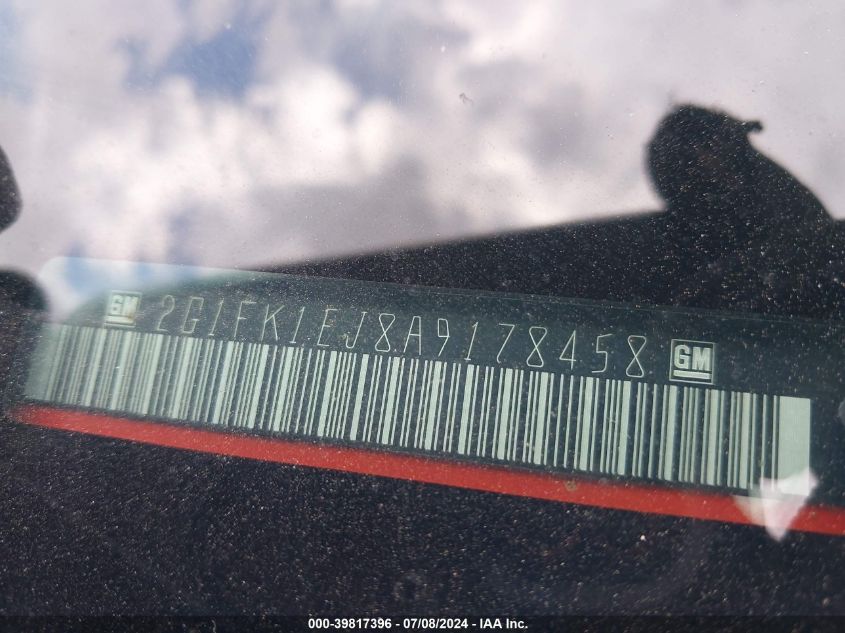 GM 2G1FK1EJ8A9178458 GM
000-39817396 - 07/08/2024 - IAA Inc.